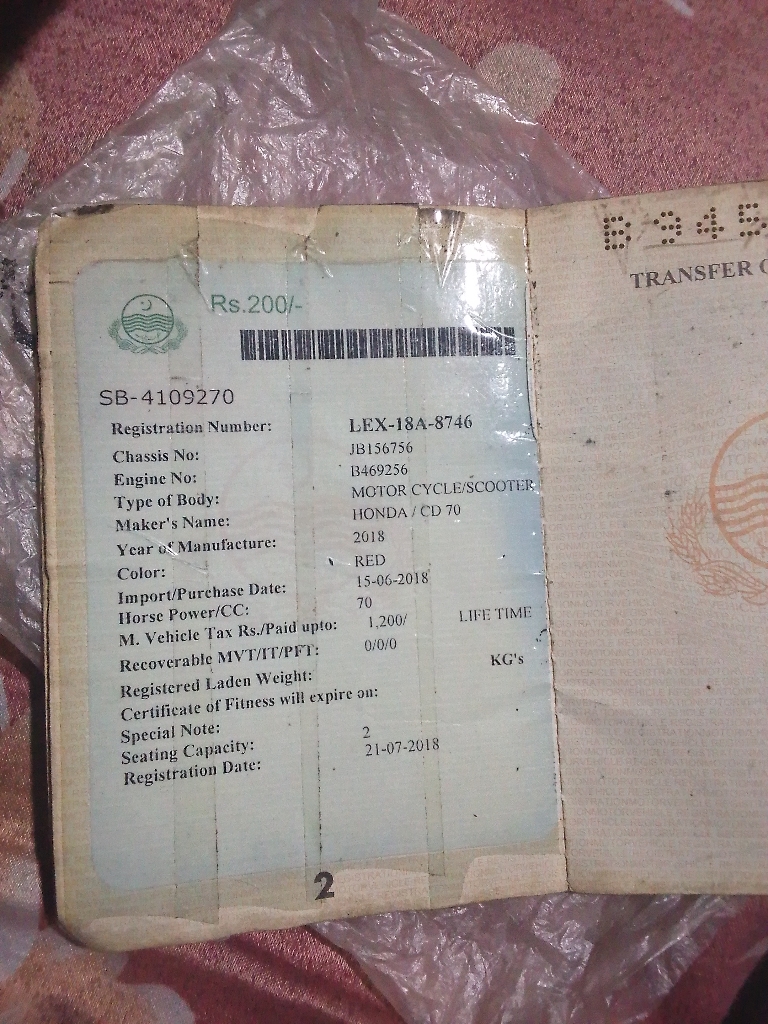 Rs.200/-
SB-4109270
Registration Number: LEX-18A-8746
Chassis No: JB156756
Engine No: B469256
Type of Body: MOTOR CYCLE/SCOOTER
Maker's Name: HONDA / CD 70
Year of Manufacture: 2018
Color: RED
Import/Purchase Date: 15-06-2018
Horse Power/CC: 70
M. Vehicle Tax Rs./Paid upto: 1,200/ LIFE TIME
Recoverable MVT/IT/PFT: 0/0/0
Registered Laden Weight: KG's
Certificate of Fitness will expire on:
Special Note:
Seating Capacity: 2
Registration Date: 21-07-2018
2
B 945
TRANSFER